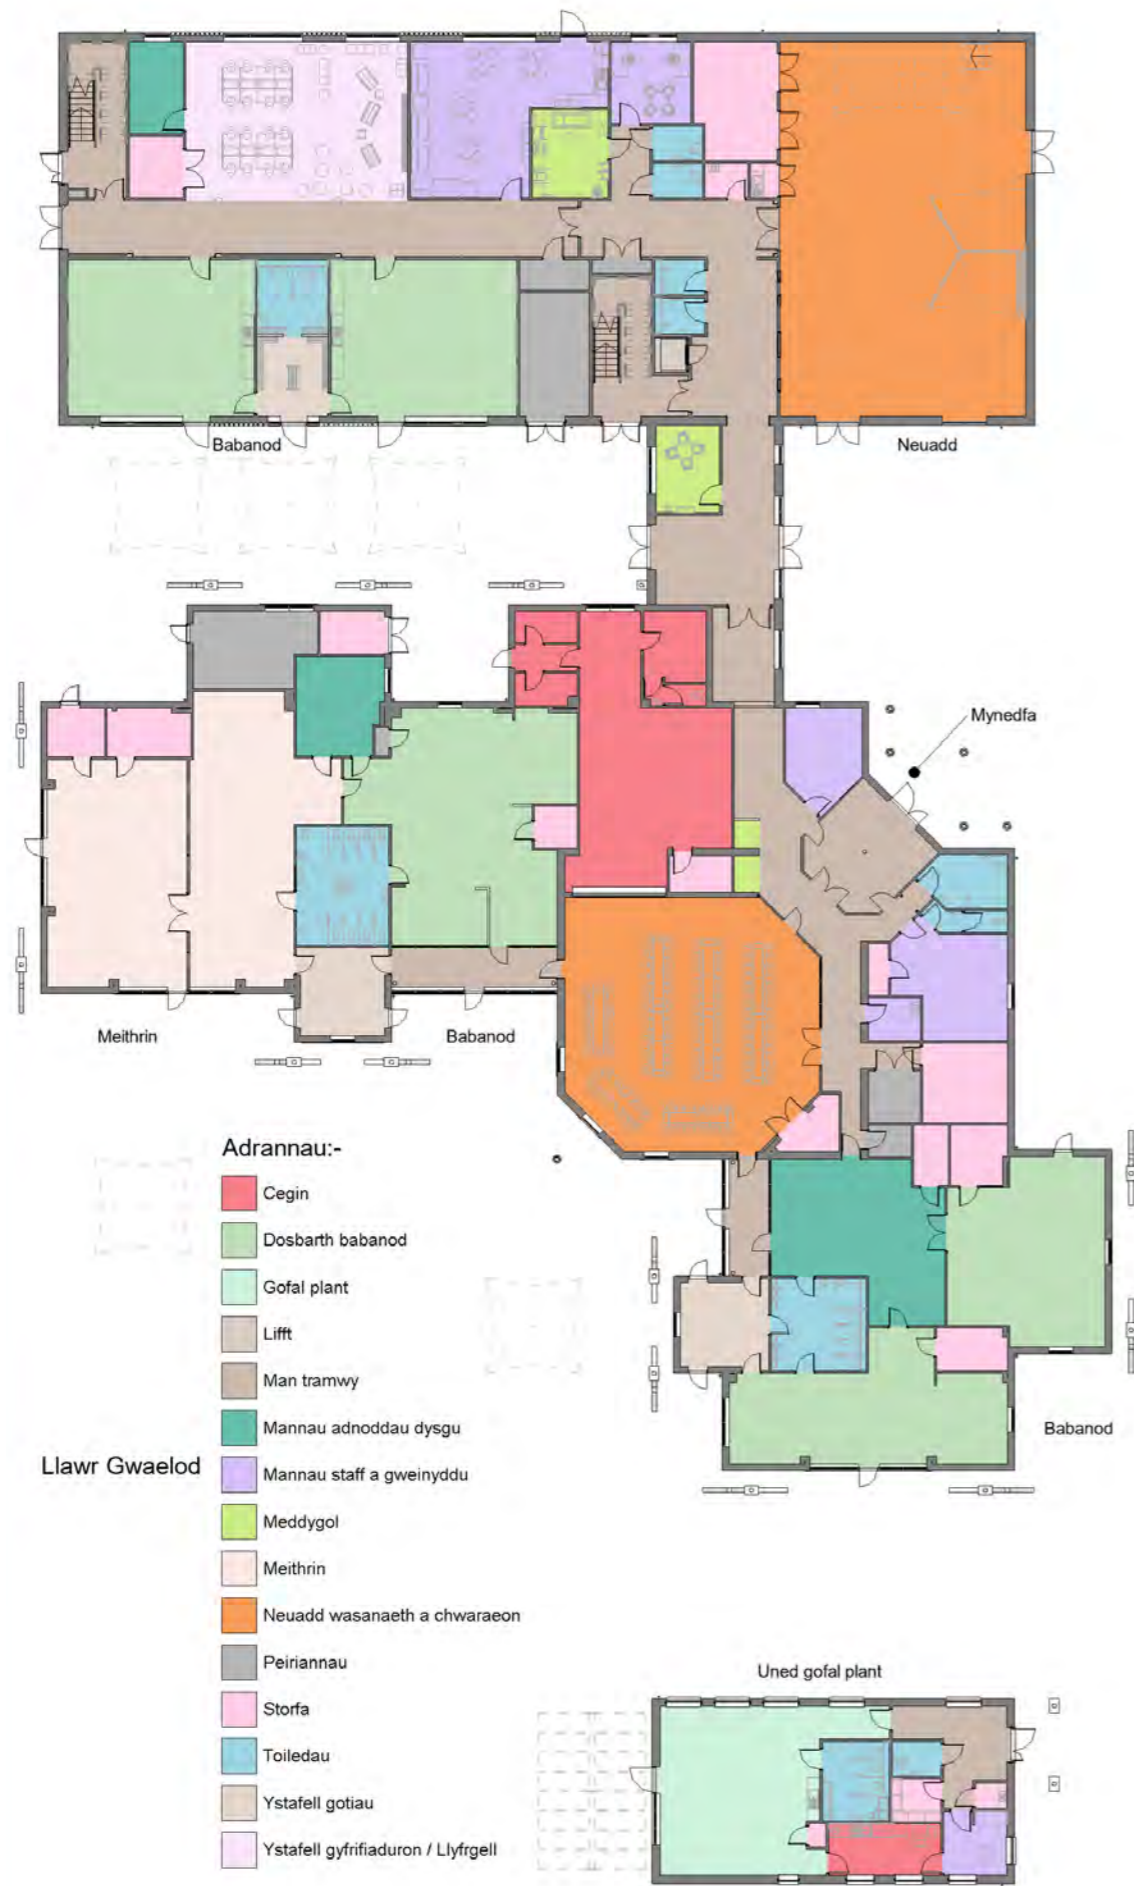 Babanod
Neuadd
Mynedfa
Meithrin
Babanod
Adrannau:-
Cegin
Dosbarth babanod
Gofal plant
Lifft
Man tramwy
Mannau adnoddau dysgu
Mannau staff a gweinyddu
Meddygol
Meithrin
Neuadd wasanaeth a chwaraeon
Peiriannau
Storfa
Toiledau
Ystafell gotiau
Ystafell gyfrifiaduron / Llyfrgell
Llawr Gwaelod
Babanod
Uned gofal plant